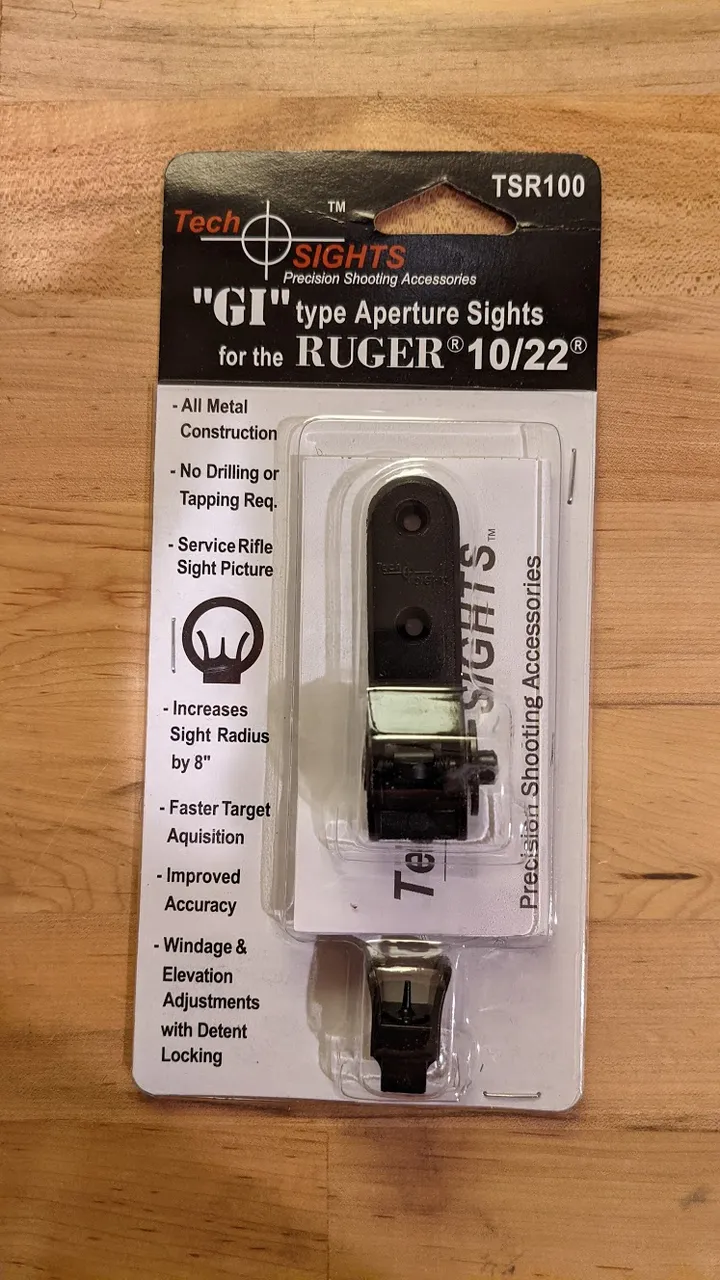 TSR100
Tech
TM
SIGHTS
Precision Shooting Accessories
"GI" type Aperture Sights
for the RUGER® 10/22®
- All Metal
Construction
- No Drilling or
Tapping Req.
- Service Rifle
Sight Picture
- Increases
Sight Radius
by 8"
- Faster Target
Aquisition
- Improved
Accuracy
- Windage &
Elevation
Adjustments
with Detent
Locking
SIGHTS™
Precision Shooting Accessories